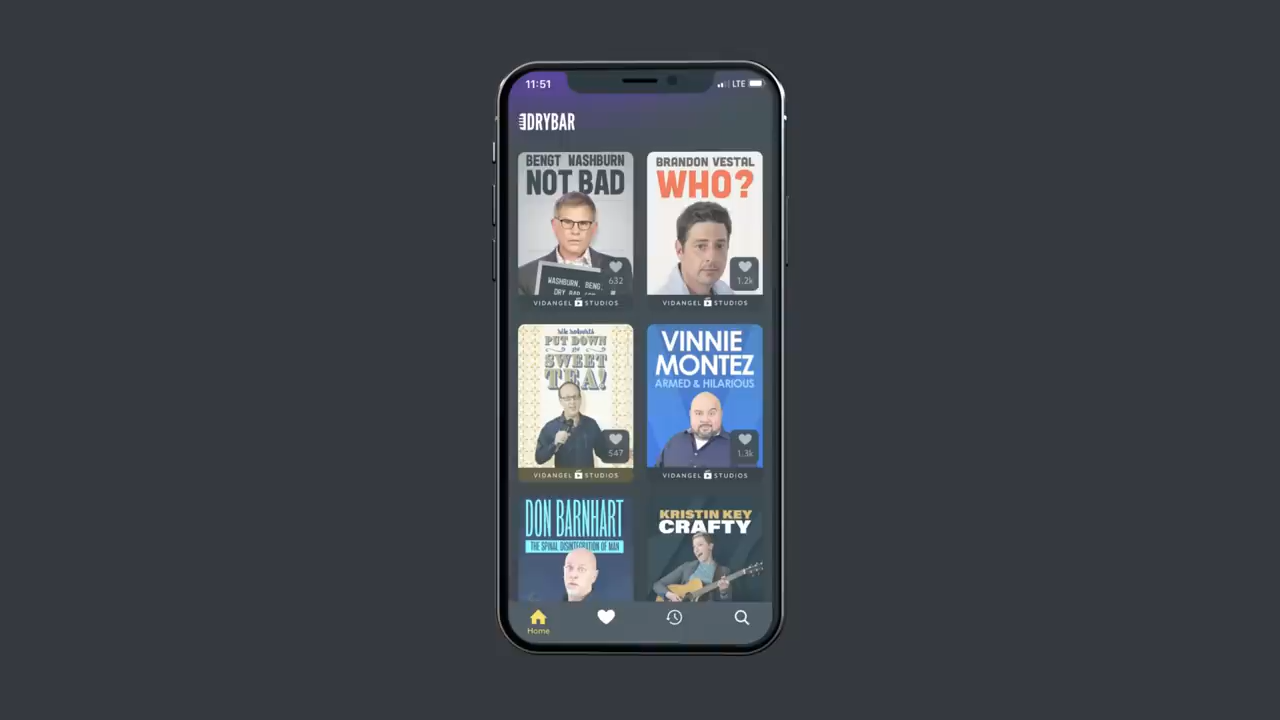 11:51
LTE
DRYBAR
BENGT WASHBURN
NOT BAD
WASHBURN, BENG.
632
VIDANGEL STUDIOS
BRANDON VESTAL
WHO?
1.2k
VIDANGEL STUDIOS
PUT DOWN
SWEET
TEA!
547
VIDANGEL STUDIOS
VINNIE
MONTEZ
ARMED & HILARIOUS
1.3k
VIDANGEL STUDIOS
DON BARNHART
THE SPINAL DISINTEGRATION OF MAN
KRISTIN KEY
CRAFTY
Home